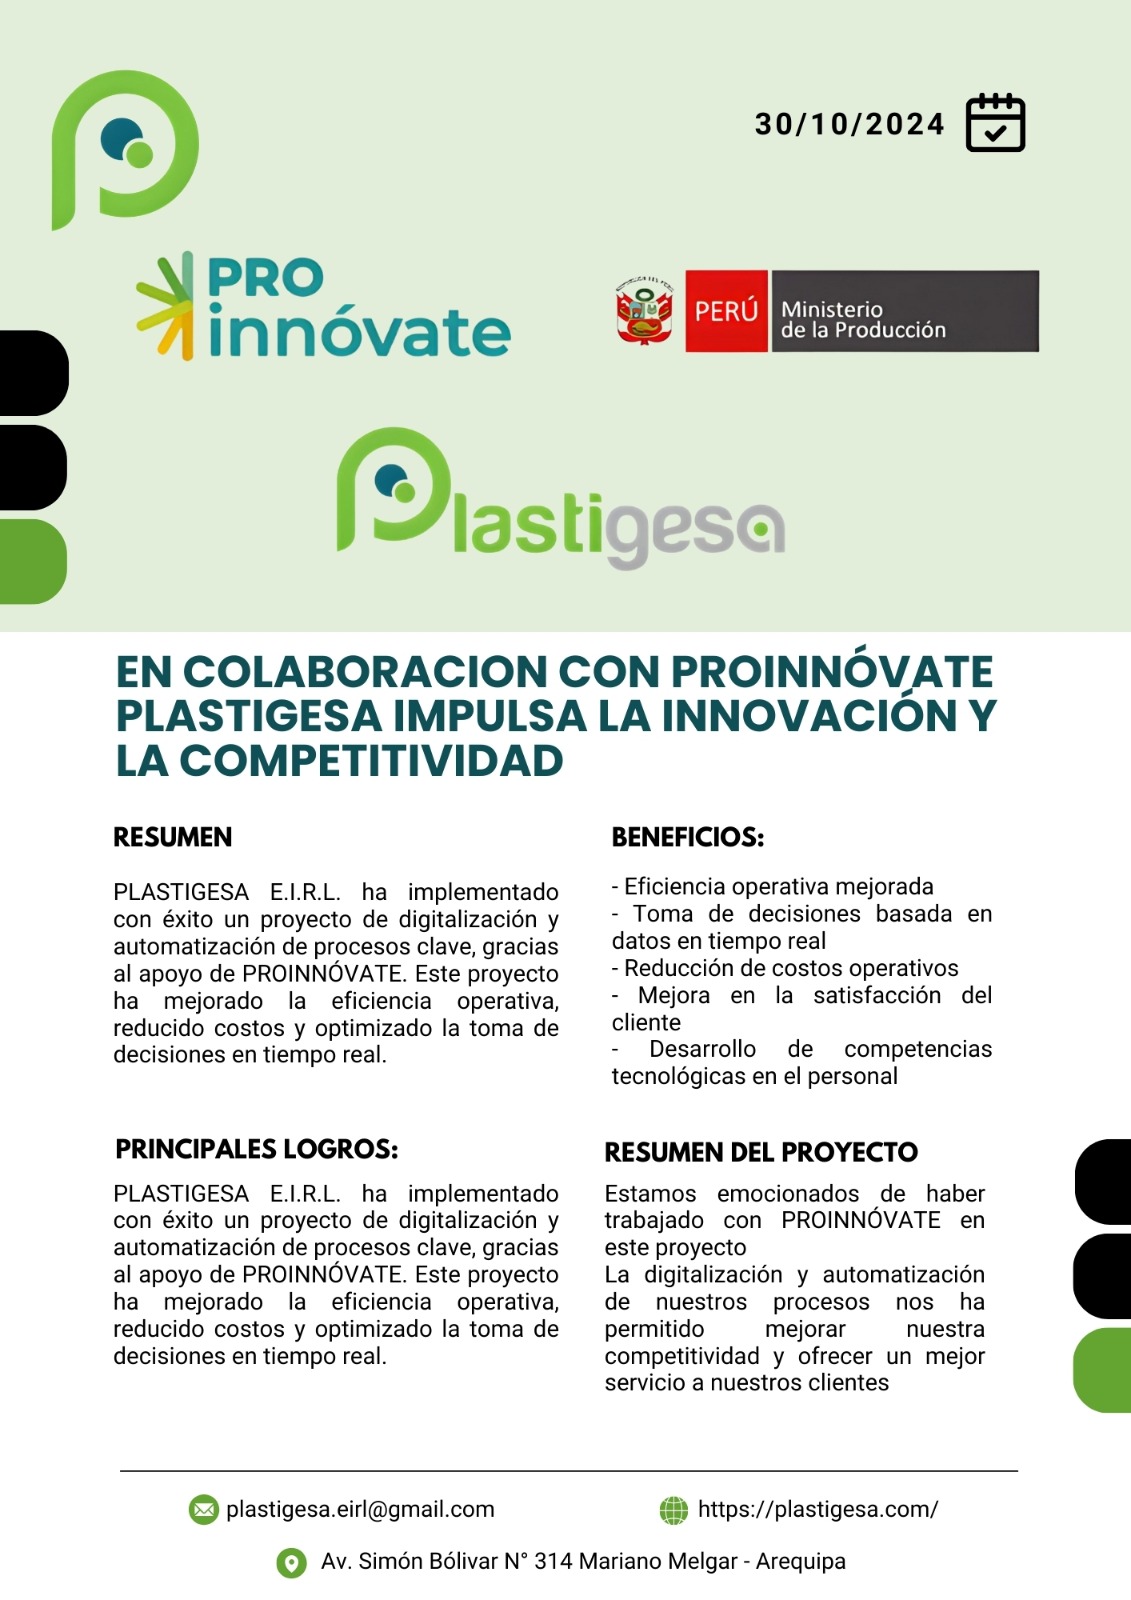 30/10/2024
PRO
innóvate
PERÚ
Ministerio
de la Producción
Plastigesa
EN COLABORACION CON PROINNÓVATE
PLASTIGESA IMPULSA LA INNOVACIÓN Y
LA COMPETITIVIDAD
RESUMEN
PLASTIGESA E.I.R.L. ha implementado
con éxito un proyecto de digitalización y
automatización de procesos clave, gracias
al apoyo de PROINNÓVATE. Este proyecto
ha mejorado la eficiencia operativa,
reducido costos y optimizado la toma de
decisiones en tiempo real.
BENEFICIOS:
- Eficiencia operativa mejorada
- Toma de decisiones basada en
datos en tiempo real
- Reducción de costos operativos
- Mejora en la satisfacción del
cliente
- Desarrollo de competencias
tecnológicas en el personal
PRINCIPALES LOGROS:
PLASTIGESA E.I.R.L. ha implementado
con éxito un proyecto de digitalización y
automatización de procesos clave, gracias
al apoyo de PROINNÓVATE. Este proyecto
ha mejorado la eficiencia operativa,
reducido costos y optimizado la toma de
decisiones en tiempo real.
RESUMEN DEL PROYECTO
Estamos emocionados de haber
trabajado con PROINNÓVATE en
este proyecto
La digitalización y automatización
de nuestros procesos nos ha
permitido mejorar nuestra
competitividad y ofrecer un mejor
servicio a nuestros clientes
plastigesa.eirl@gmail.com
https://plastigesa.com/
Av. Simón Bólivar N° 314 Mariano Melgar - Arequipa